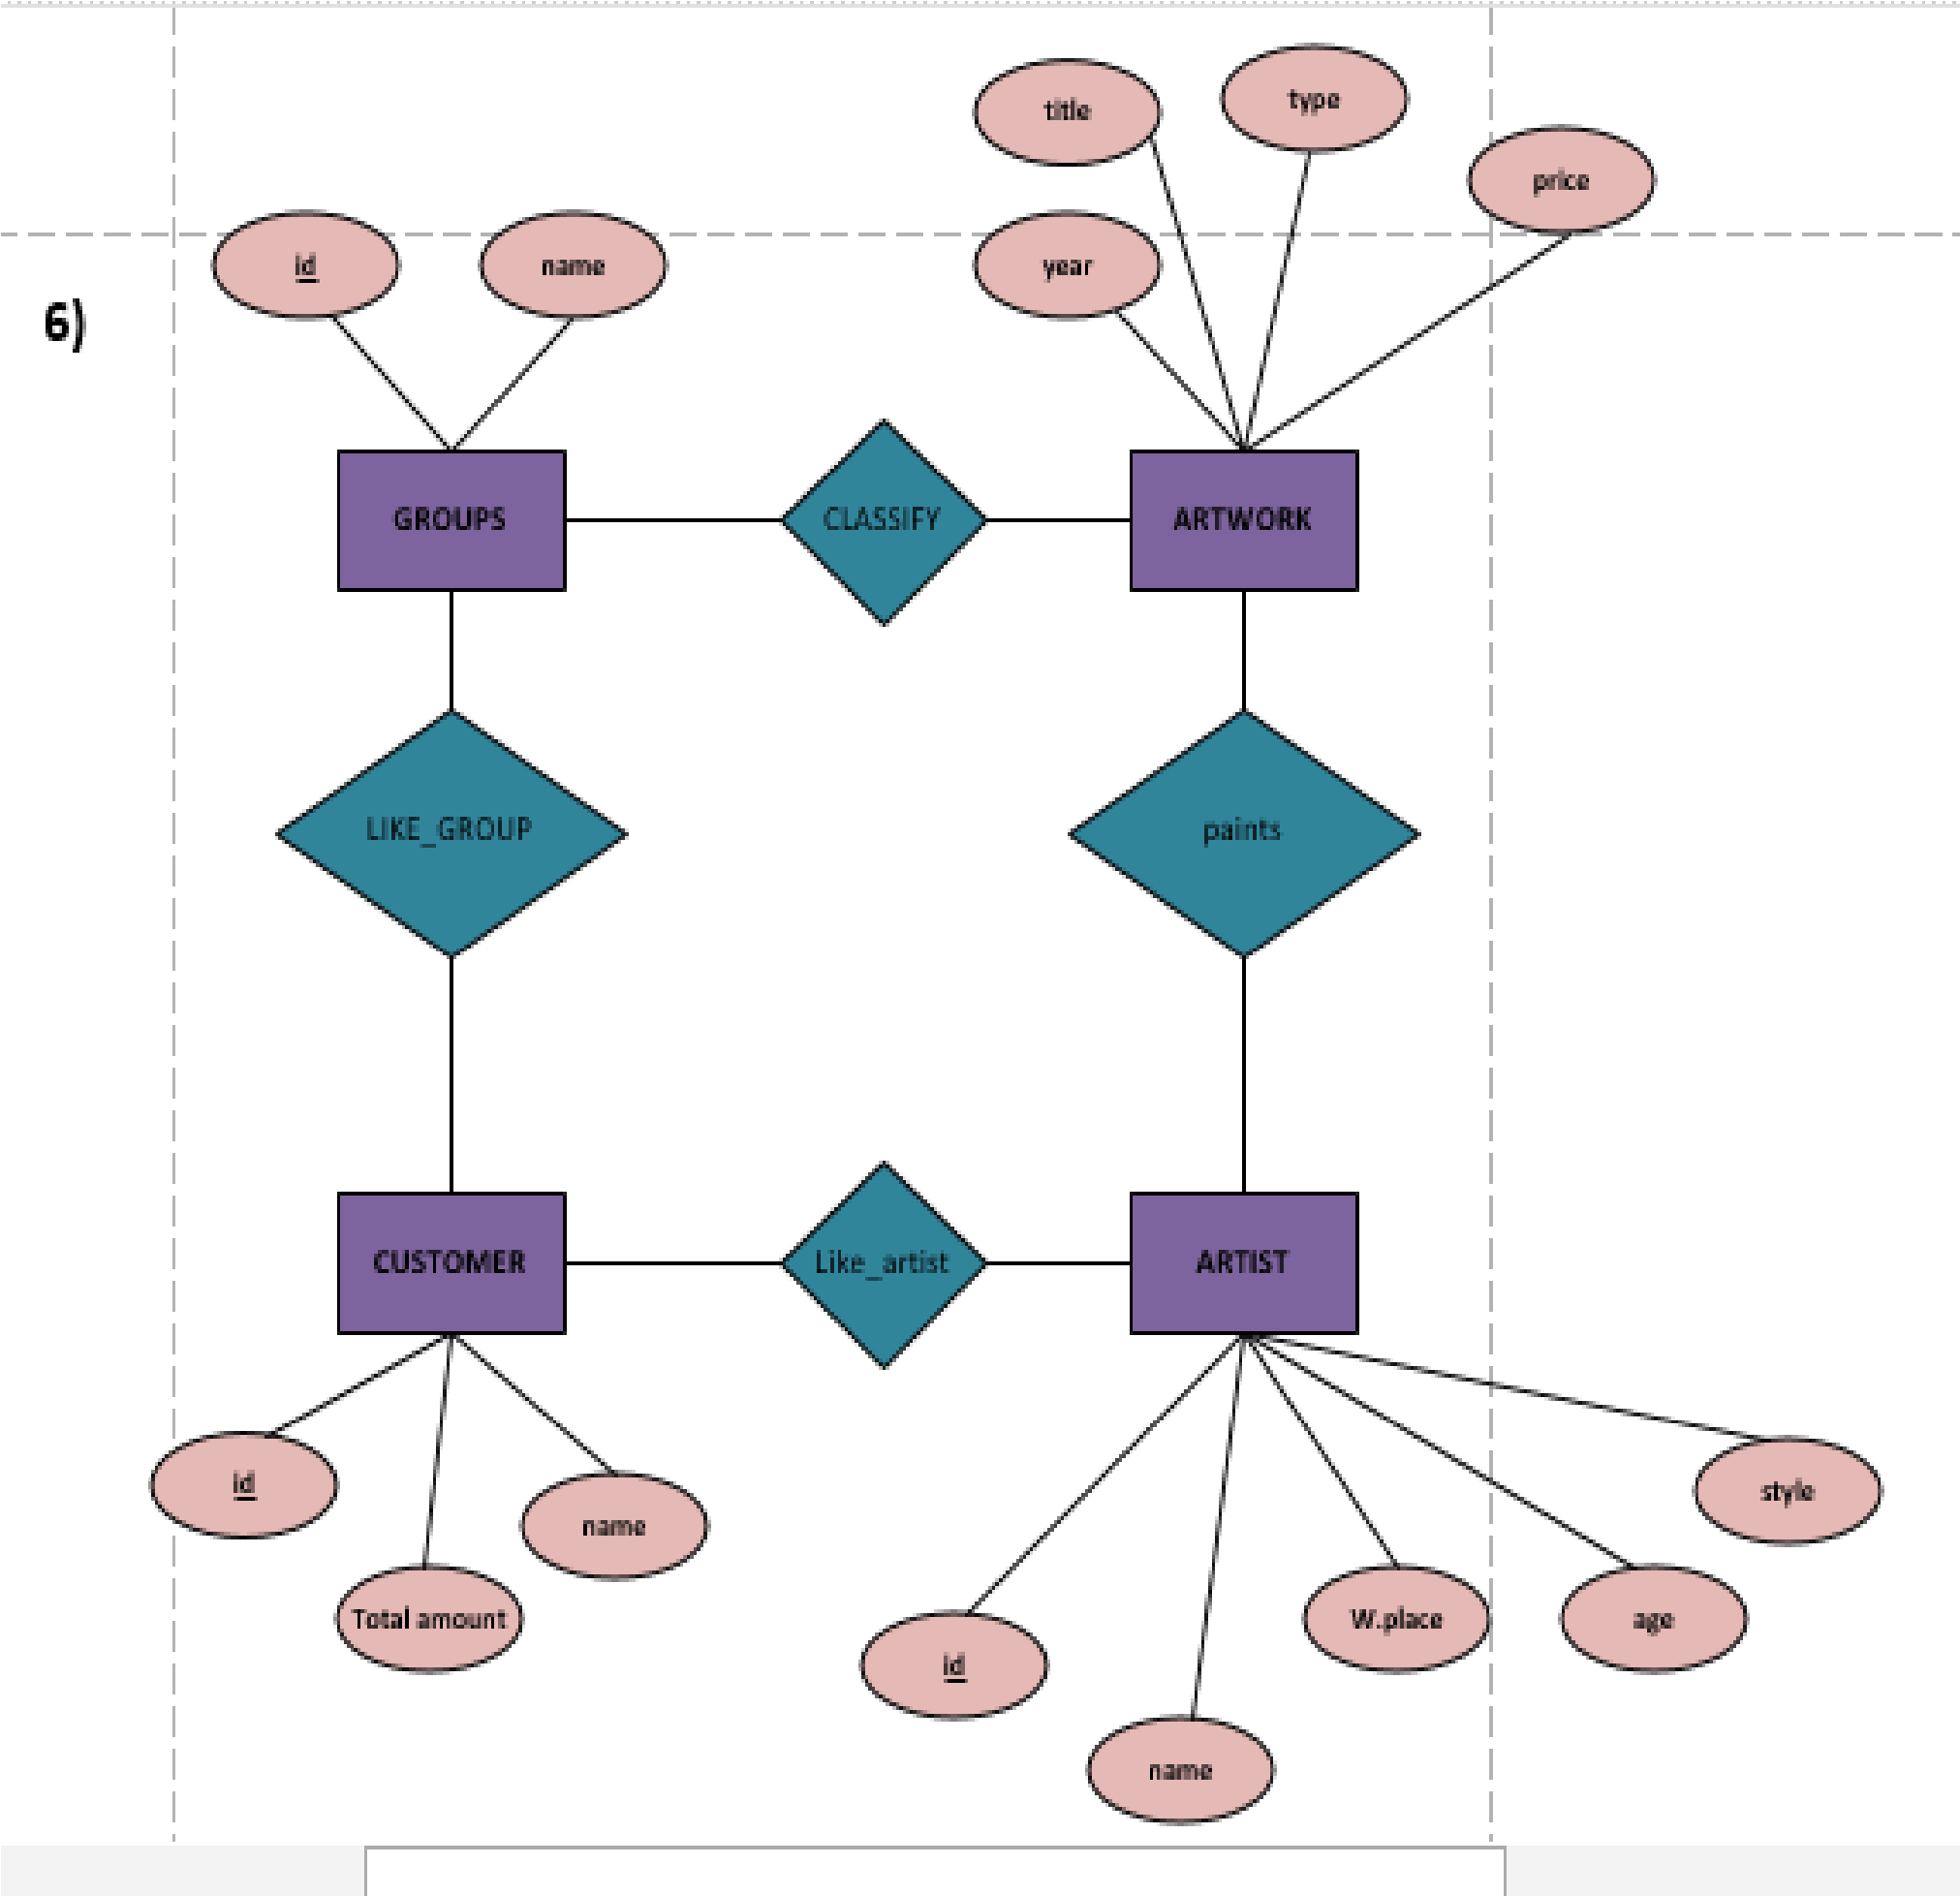 title
type
price
id
name
year
6)
GROUPS
CLASSIFY
ARTWORK
LIKE_GROUP
paints
CUSTOMER
Like_artist
ARTIST
id
name
Total amount
style
W.place
age
id
name